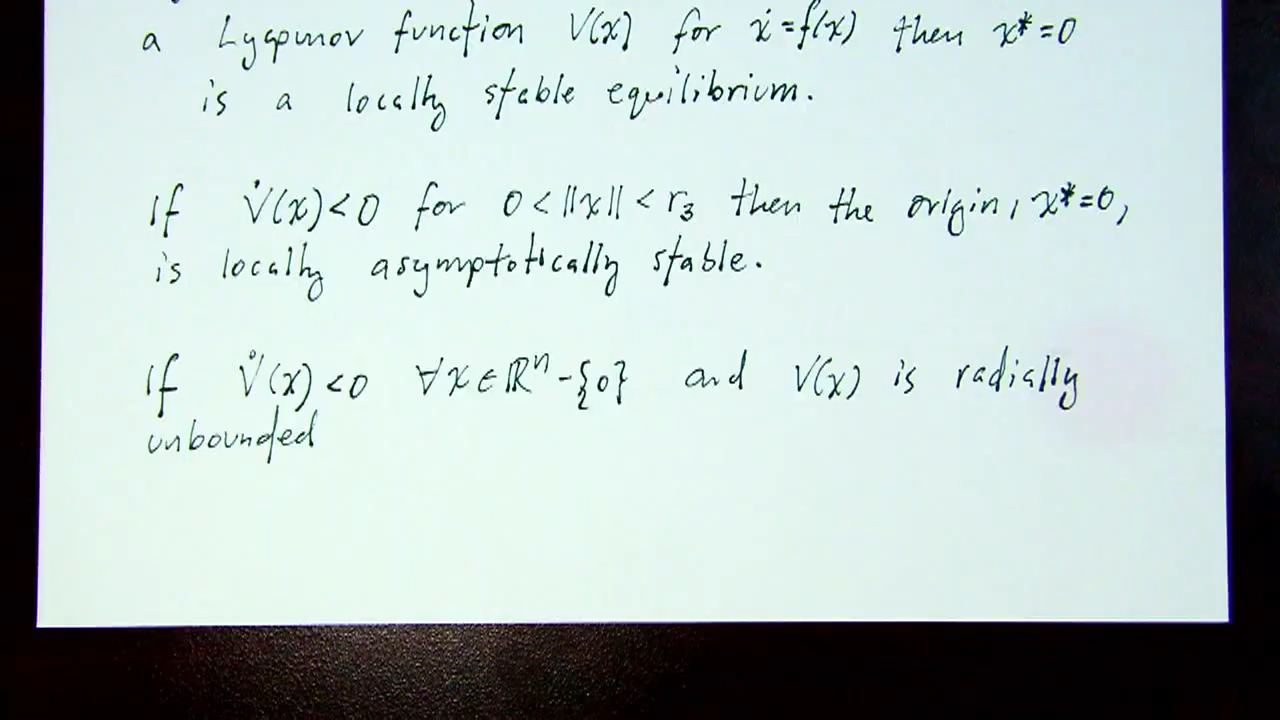 a Lyapunov function V(x) for ẋ=f(x) then x*=0
is a locally stable equilibrium.
If V̇(x)<0 for 0<||x||<r₃ then the origin, x*=0,
is locally asymptotically stable.
If V̇(x)<0 ∀x∈ℝⁿ-{0} and V(x) is radially
unbounded